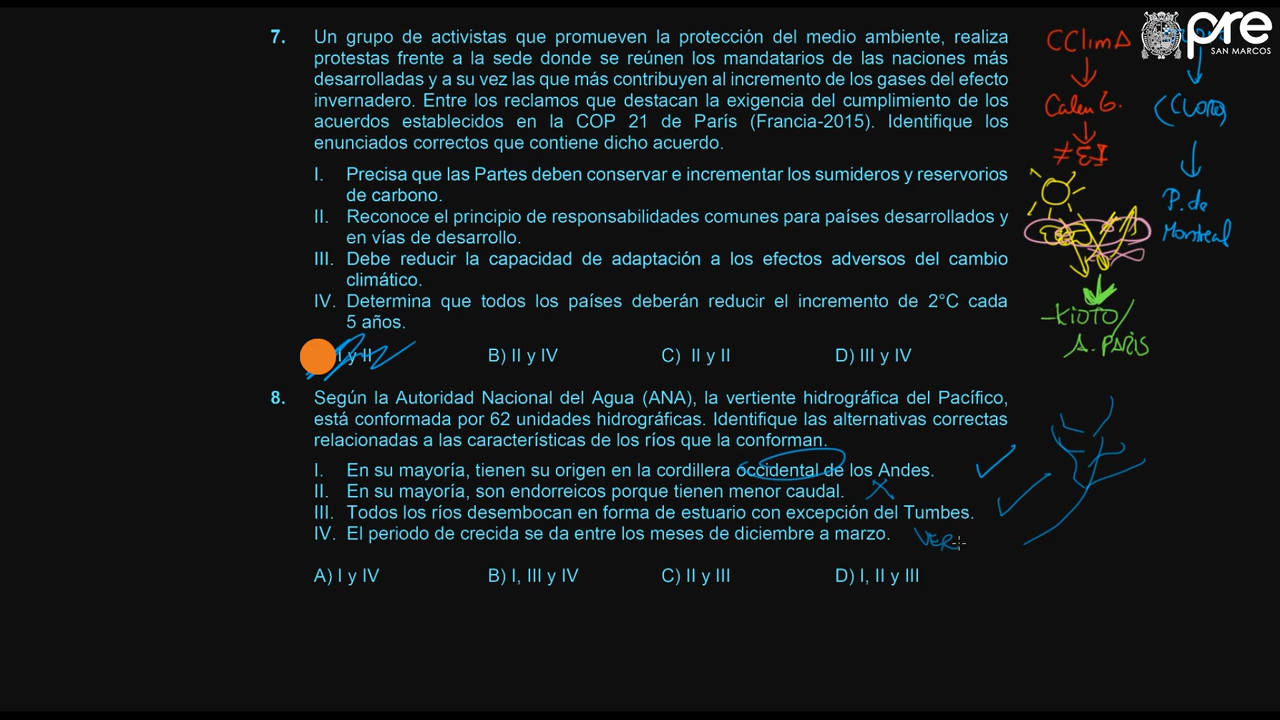 pre
SAN MARCOS
7. Un grupo de activistas que promueven la protección del medio ambiente, realiza
protestas frente a la sede donde se reúnen los mandatarios de las naciones más
desarrolladas y a su vez las que más contribuyen al incremento de los gases del efecto
invernadero. Entre los reclamos que destacan la exigencia del cumplimiento de los
acuerdos establecidos en la COP 21 de París (Francia-2015). Identifique los
enunciados correctos que contiene dicho acuerdo.
I. Precisa que las Partes deben conservar e incrementar los sumideros y reservorios
de carbono.
II. Reconoce el principio de responsabilidades comunes para países desarrollados y
en vías de desarrollo.
III. Debe reducir la capacidad de adaptación a los efectos adversos del cambio
climático.
IV. Determina que todos los países deberán reducir el incremento de 2°C cada
5 años.
I y II B) II y IV C) II y II D) III y IV
8. Según la Autoridad Nacional del Agua (ANA), la vertiente hidrográfica del Pacífico,
está conformada por 62 unidades hidrográficas. Identifique las alternativas correctas
relacionadas a las características de los ríos que la conforman.
I. En su mayoría, tienen su origen en la cordillera occidental de los Andes.
II. En su mayoría, son endorreicos porque tienen menor caudal.
III. Todos los ríos desembocan en forma de estuario con excepción del Tumbes.
IV. El periodo de crecida se da entre los meses de diciembre a marzo. VER
A) I y IV B) I, III y IV C) II y III D) I, II y III
CClim Δ
Calen G.
≠ EI
-KIOTO/
A. PARÍS
P. de
Montreal